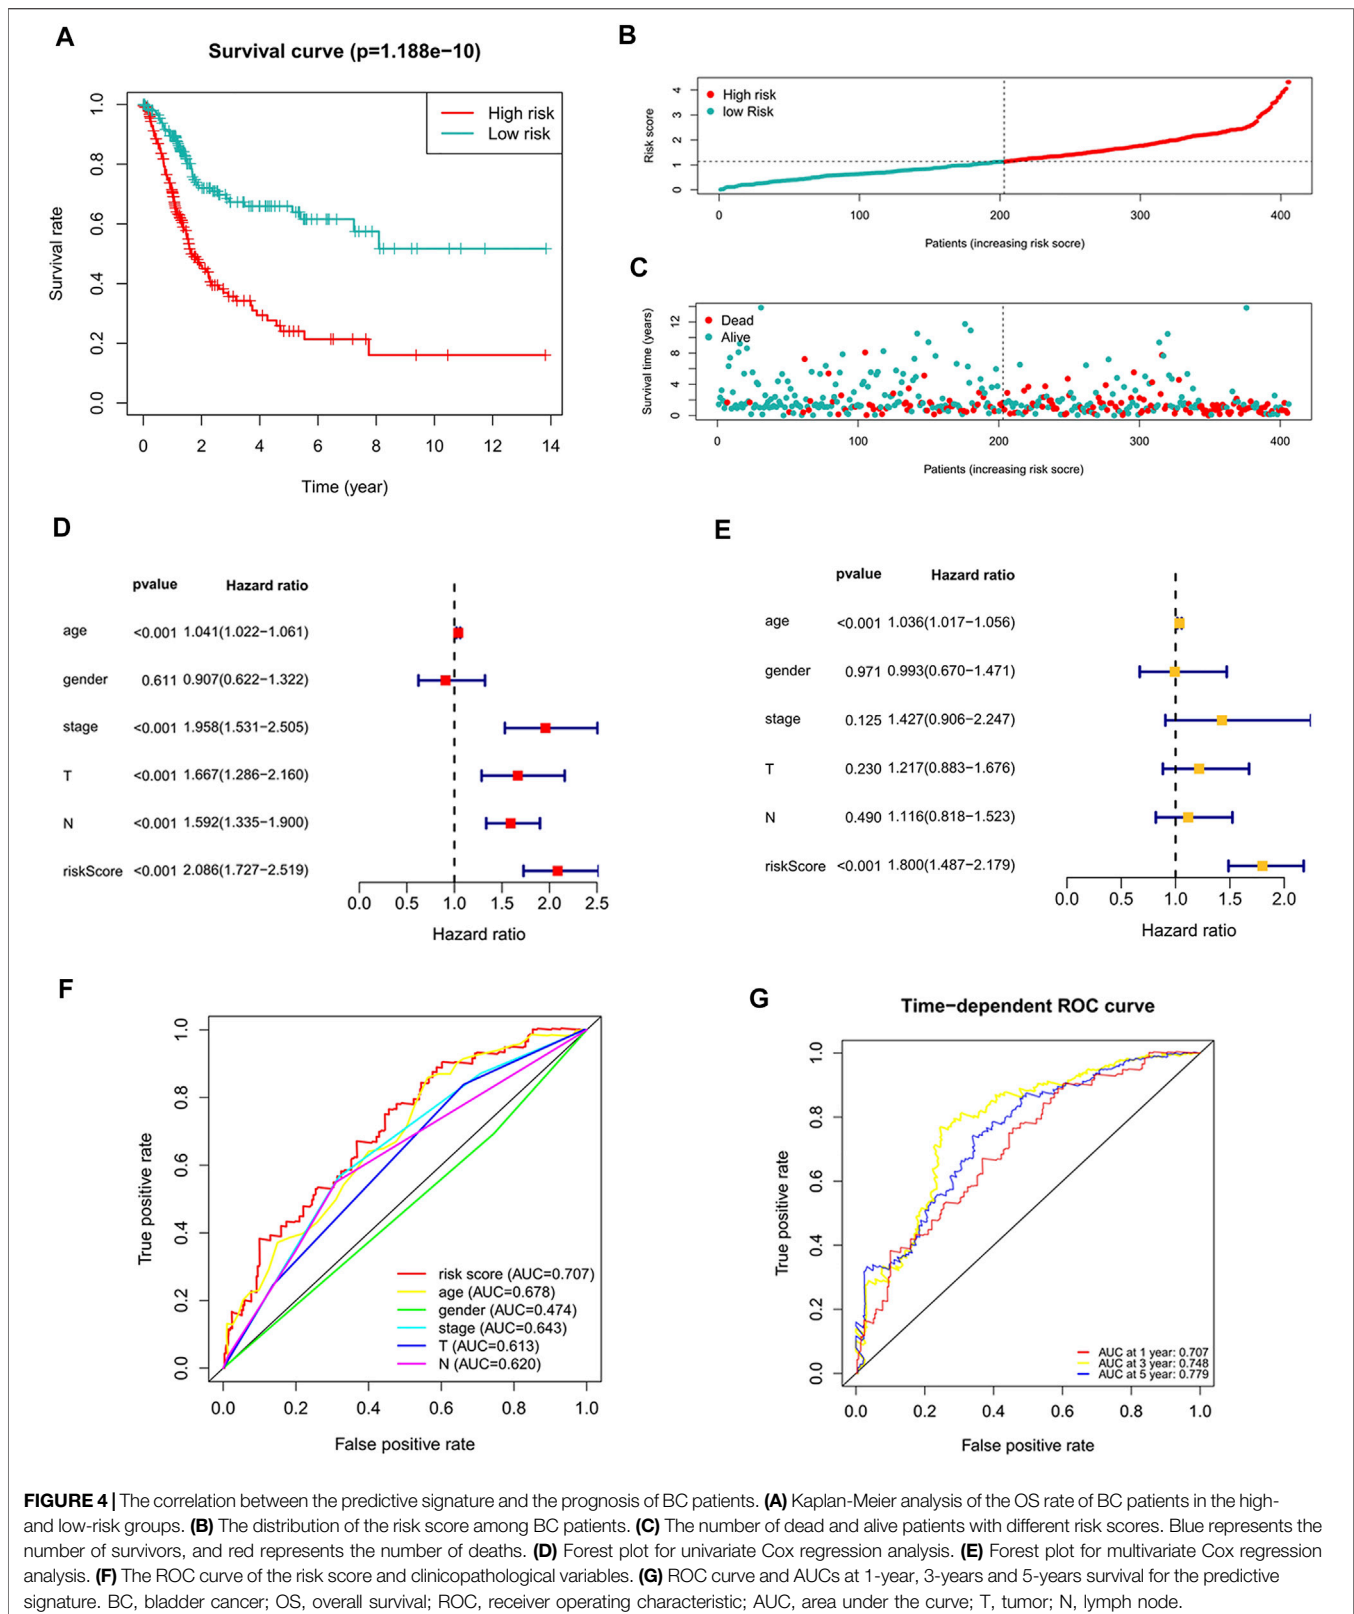 A
Survival curve (p=1.188e−10)
High risk
Low risk
Survival rate
0.0
0.2
0.4
0.6
0.8
1.0
0 2 4 6 8 10 12 14
Time (year)
B
High risk
low Risk
Risk score
0
1
2
3
4
0 100 200 300 400
Patients (increasing risk socre)
C
Dead
Alive
Survival time (years)
0
4
8
12
0 100 200 300 400
Patients (increasing risk socre)
D
pvalue Hazard ratio
age <0.001 1.041(1.022−1.061)
gender 0.611 0.907(0.622−1.322)
stage <0.001 1.958(1.531−2.505)
T <0.001 1.667(1.286−2.160)
N <0.001 1.592(1.335−1.900)
riskScore <0.001 2.086(1.727−2.519)
0.0 0.5 1.0 1.5 2.0 2.5
Hazard ratio
E
pvalue Hazard ratio
age <0.001 1.036(1.017−1.056)
gender 0.971 0.993(0.670−1.471)
stage 0.125 1.427(0.906−2.247)
T 0.230 1.217(0.883−1.676)
N 0.490 1.116(0.818−1.523)
riskScore <0.001 1.800(1.487−2.179)
0.0 0.5 1.0 1.5 2.0
Hazard ratio
F
True positive rate
0.0
0.2
0.4
0.6
0.8
1.0
risk score (AUC=0.707)
age (AUC=0.678)
gender (AUC=0.474)
stage (AUC=0.643)
T (AUC=0.613)
N (AUC=0.620)
0.0 0.2 0.4 0.6 0.8 1.0
False positive rate
G
Time−dependent ROC curve
True positive rate
0.0
0.2
0.4
0.6
0.8
1.0
AUC at 1 year: 0.707
AUC at 3 year: 0.748
AUC at 5 year: 0.779
0.0 0.2 0.4 0.6 0.8 1.0
False positive rate
FIGURE 4 | The correlation between the predictive signature and the prognosis of BC patients. (A) Kaplan-Meier analysis of the OS rate of BC patients in the high-
and low-risk groups. (B) The distribution of the risk score among BC patients. (C) The number of dead and alive patients with different risk scores. Blue represents the
number of survivors, and red represents the number of deaths. (D) Forest plot for univariate Cox regression analysis. (E) Forest plot for multivariate Cox regression
analysis. (F) The ROC curve of the risk score and clinicopathological variables. (G) ROC curve and AUCs at 1-year, 3-years and 5-years survival for the predictive
signature. BC, bladder cancer; OS, overall survival; ROC, receiver operating characteristic; AUC, area under the curve; T, tumor; N, lymph node.